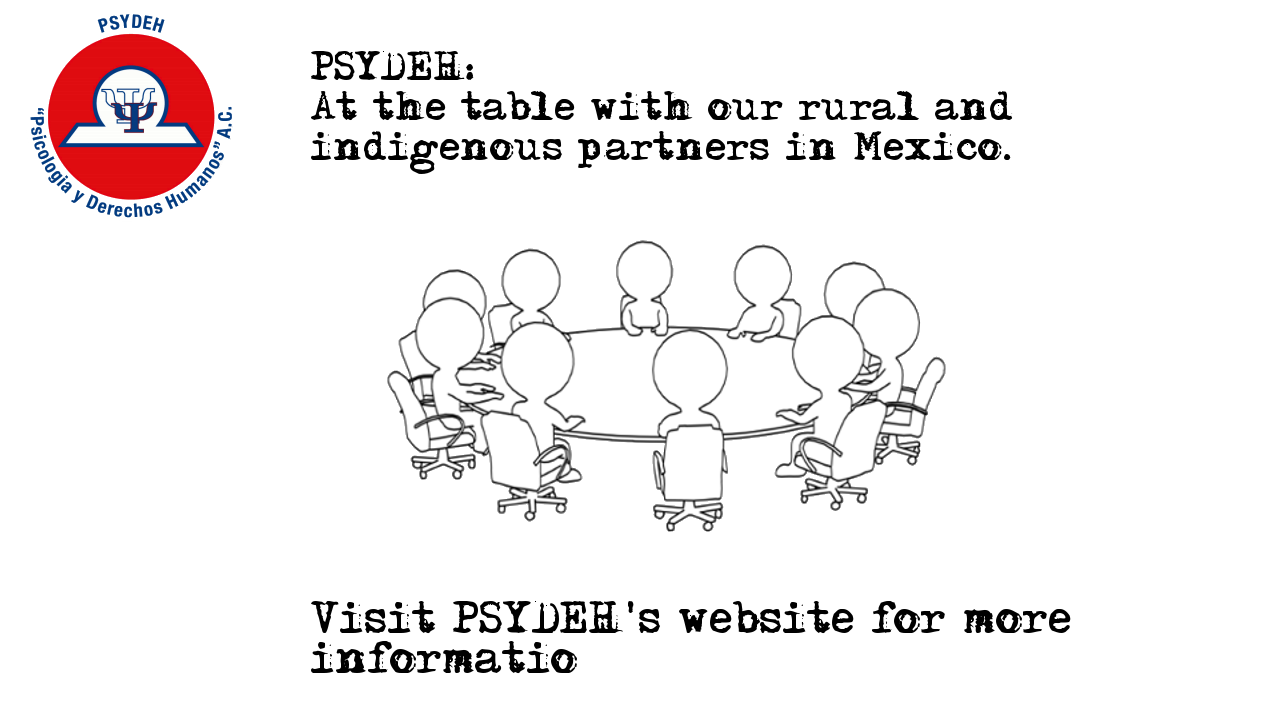 PSYDEH
"Psicología y Derechos Humanos" A.C.
PSYDEH:
At the table with our rural and
indigenous partners in Mexico.
Visit PSYDEH's website for more
informatio